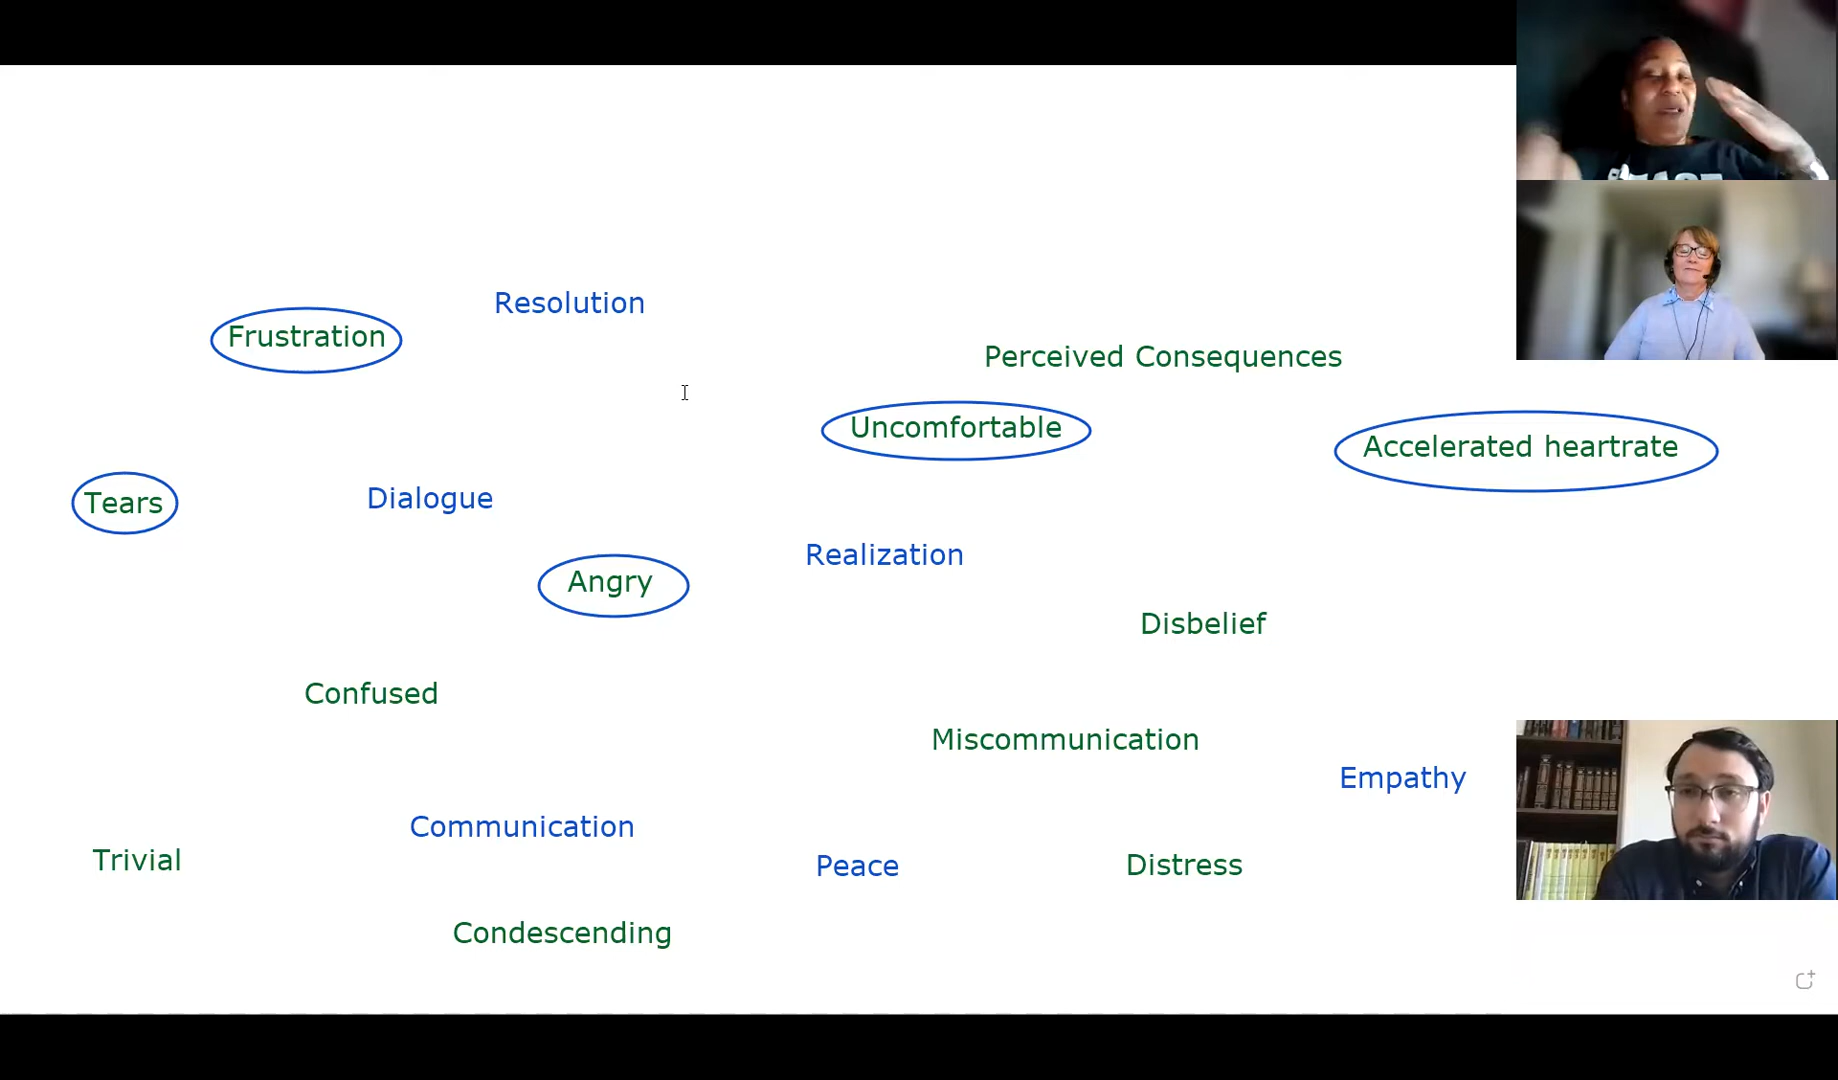 Resolution
Frustration
Perceived Consequences
Uncomfortable
Accelerated heartrate
Tears
Dialogue
Realization
Angry
Disbelief
Confused
Miscommunication
Empathy
Communication
Trivial
Peace
Distress
Condescending